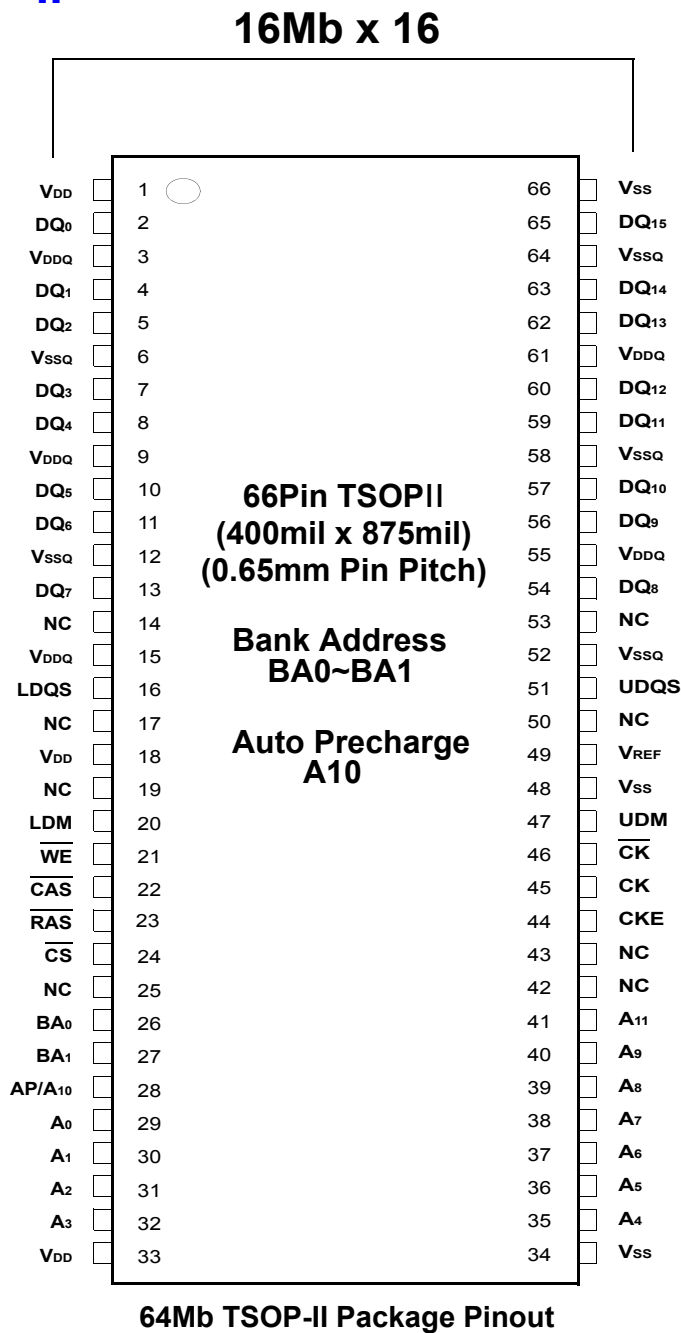 16Mb x 16
VDD 1 66 VSS
DQ0 2 65 DQ15
VDDQ 3 64 VSSQ
DQ1 4 63 DQ14
DQ2 5 62 DQ13
VSSQ 6 61 VDDQ
DQ3 7 60 DQ12
DQ4 8 59 DQ11
VDDQ 9 58 VSSQ
DQ5 10 57 DQ10
DQ6 11 56 DQ9
VSSQ 12 55 VDDQ
DQ7 13 54 DQ8
NC 14 53 NC
VDDQ 15 52 VSSQ
LDQS 16 51 UDQS
NC 17 50 NC
VDD 18 49 VREF
NC 19 48 VSS
LDM 20 47 UDM
W̅E̅ 21 46 C̅K̅
C̅A̅S̅ 22 45 CK
R̅A̅S̅ 23 44 CKE
C̅S̅ 24 43 NC
NC 25 42 NC
BA0 26 41 A11
BA1 27 40 A9
AP/A10 28 39 A8
A0 29 38 A7
A1 30 37 A6
A2 31 36 A5
A3 32 35 A4
VDD 33 34 VSS
66Pin TSOPII
(400mil x 875mil)
(0.65mm Pin Pitch)
Bank Address
BA0~BA1
Auto Precharge
A10
64Mb TSOP-II Package Pinout